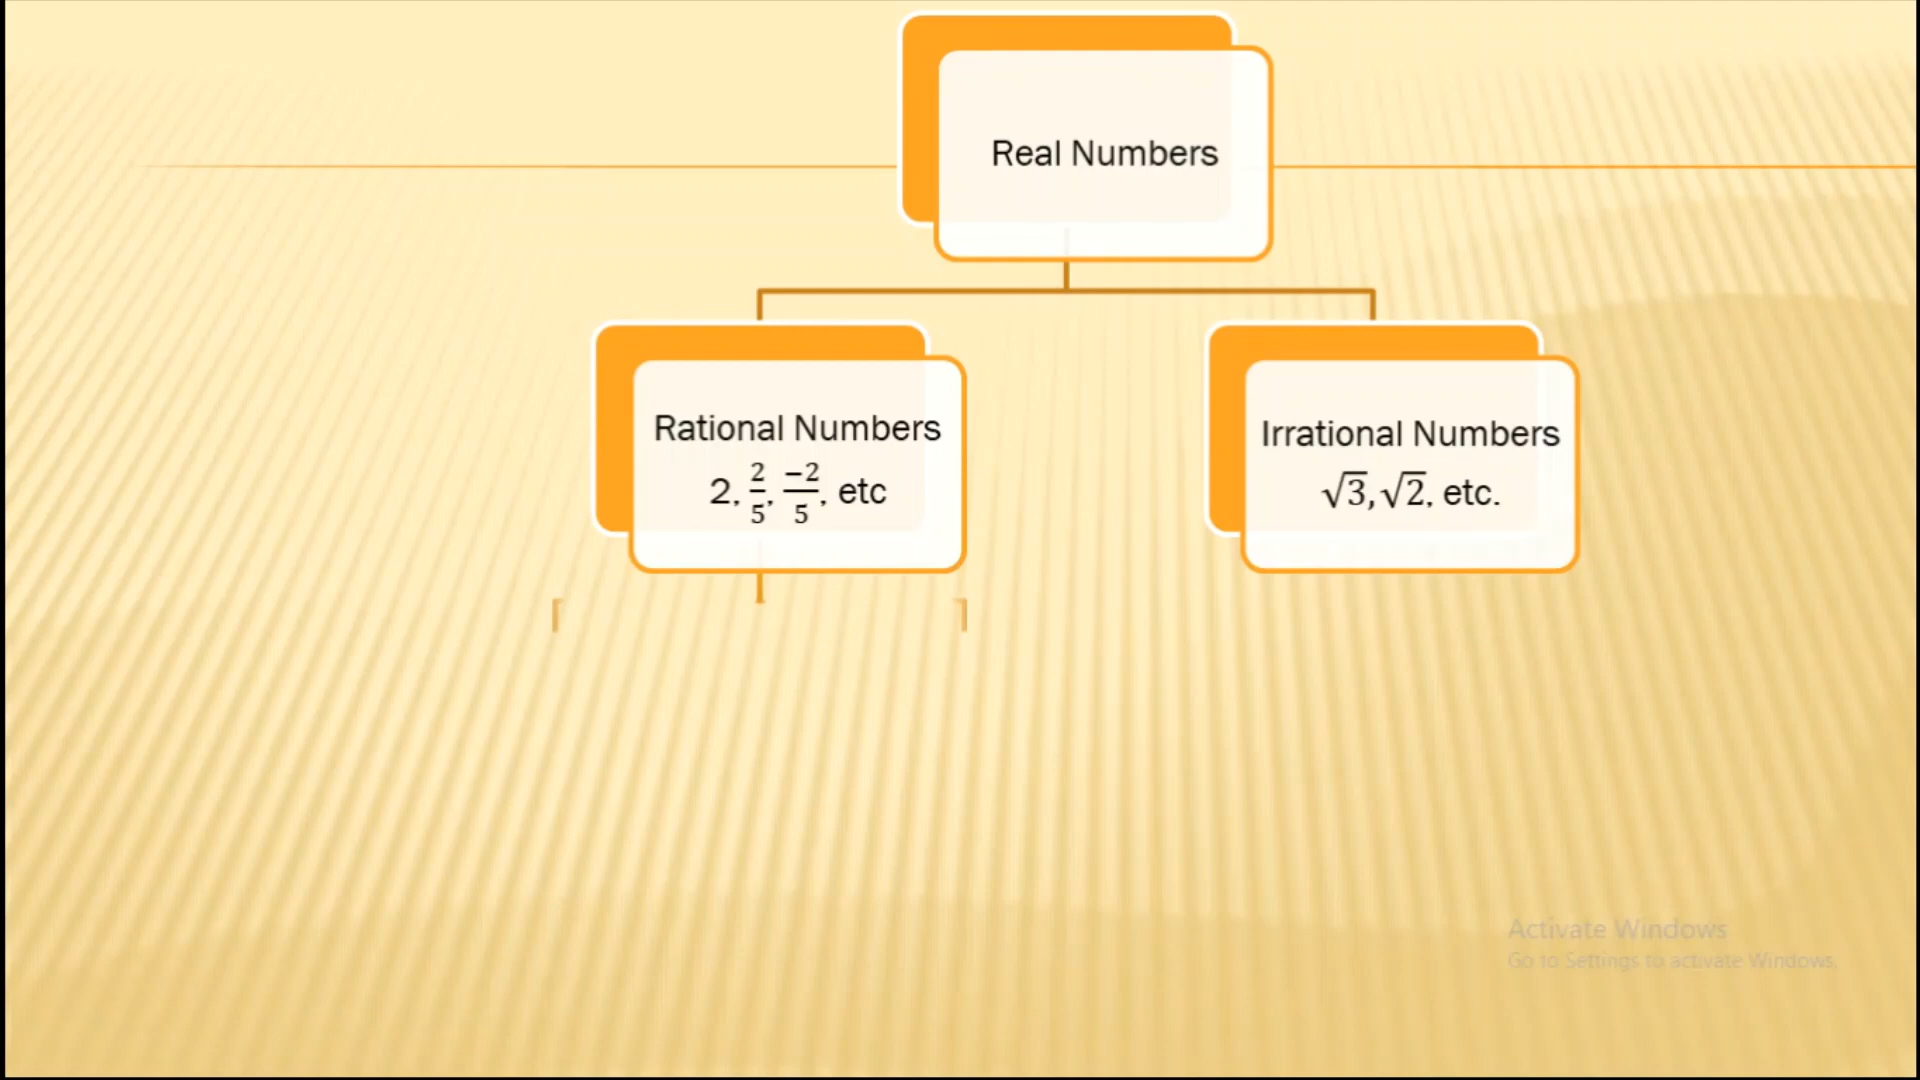 Real Numbers
Rational Numbers
2, 2/5, −2/5, etc
Irrational Numbers
√3, √2, etc.
Activate Windows
Go to Settings to activate Windows.